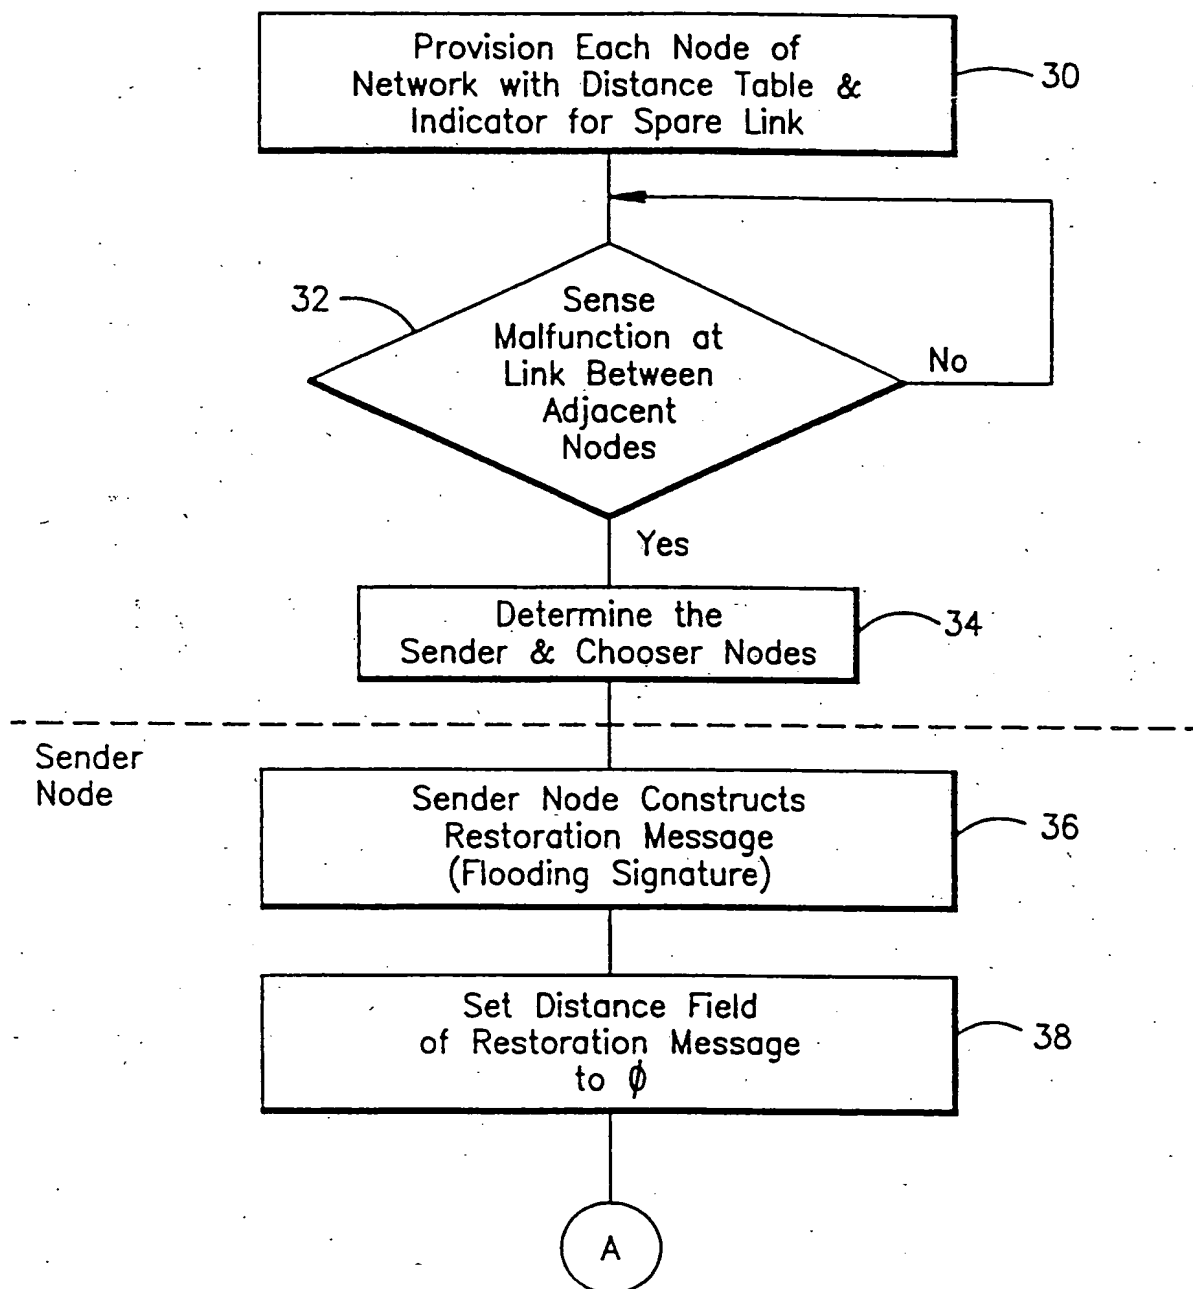 Provision Each Node of
Network with Distance Table &
Indicator for Spare Link
30
32
Sense
Malfunction at
Link Between
Adjacent
Nodes
No
Yes
Determine the
Sender & Chooser Nodes
34
Sender
Node
Sender Node Constructs
Restoration Message
(Flooding Signature)
36
Set Distance Field
of Restoration Message
to ϕ
38
A